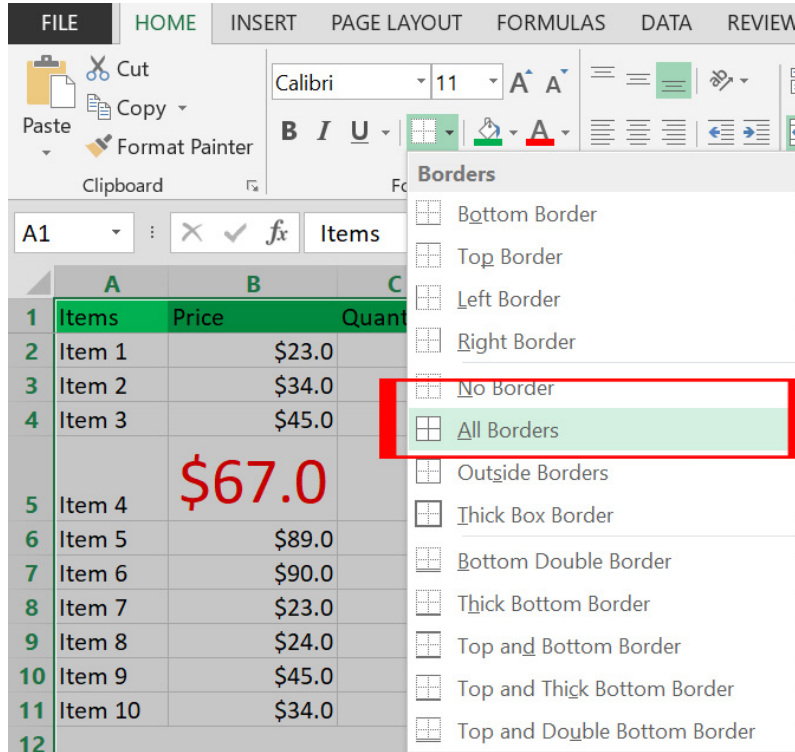 FILE HOME INSERT PAGE LAYOUT FORMULAS DATA REVIEW
Cut
Copy
Format Painter
Paste
Clipboard
Calibri 11 A A
B I U A
Fo
A1 fx Items
A B C
1 Items Price Quant
2 Item 1 $23.0
3 Item 2 $34.0
4 Item 3 $45.0
5 Item 4 $67.0
6 Item 5 $89.0
7 Item 6 $90.0
8 Item 7 $23.0
9 Item 8 $24.0
10 Item 9 $45.0
11 Item 10 $34.0
12
Borders
Bottom Border
Top Border
Left Border
Right Border
No Border
All Borders
Outside Borders
Thick Box Border
Bottom Double Border
Thick Bottom Border
Top and Bottom Border
Top and Thick Bottom Border
Top and Double Bottom Border